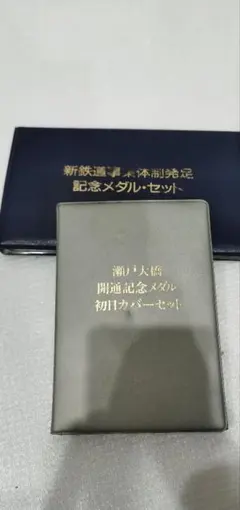 新鉄道事業体制発足
記念メダル・セット
瀬戸大橋
開通記念メダル
初日カバーセット